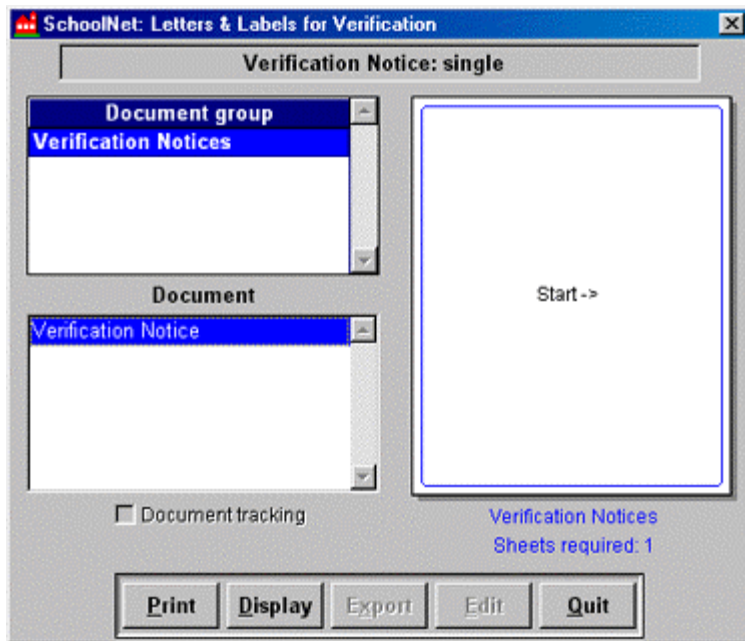 SchoolNet: Letters & Labels for Verification
Verification Notice: single
Document group
Verification Notices
Document
Verification Notice
Document tracking
Start ->
Verification Notices
Sheets required: 1
Print Display Export Edit Quit